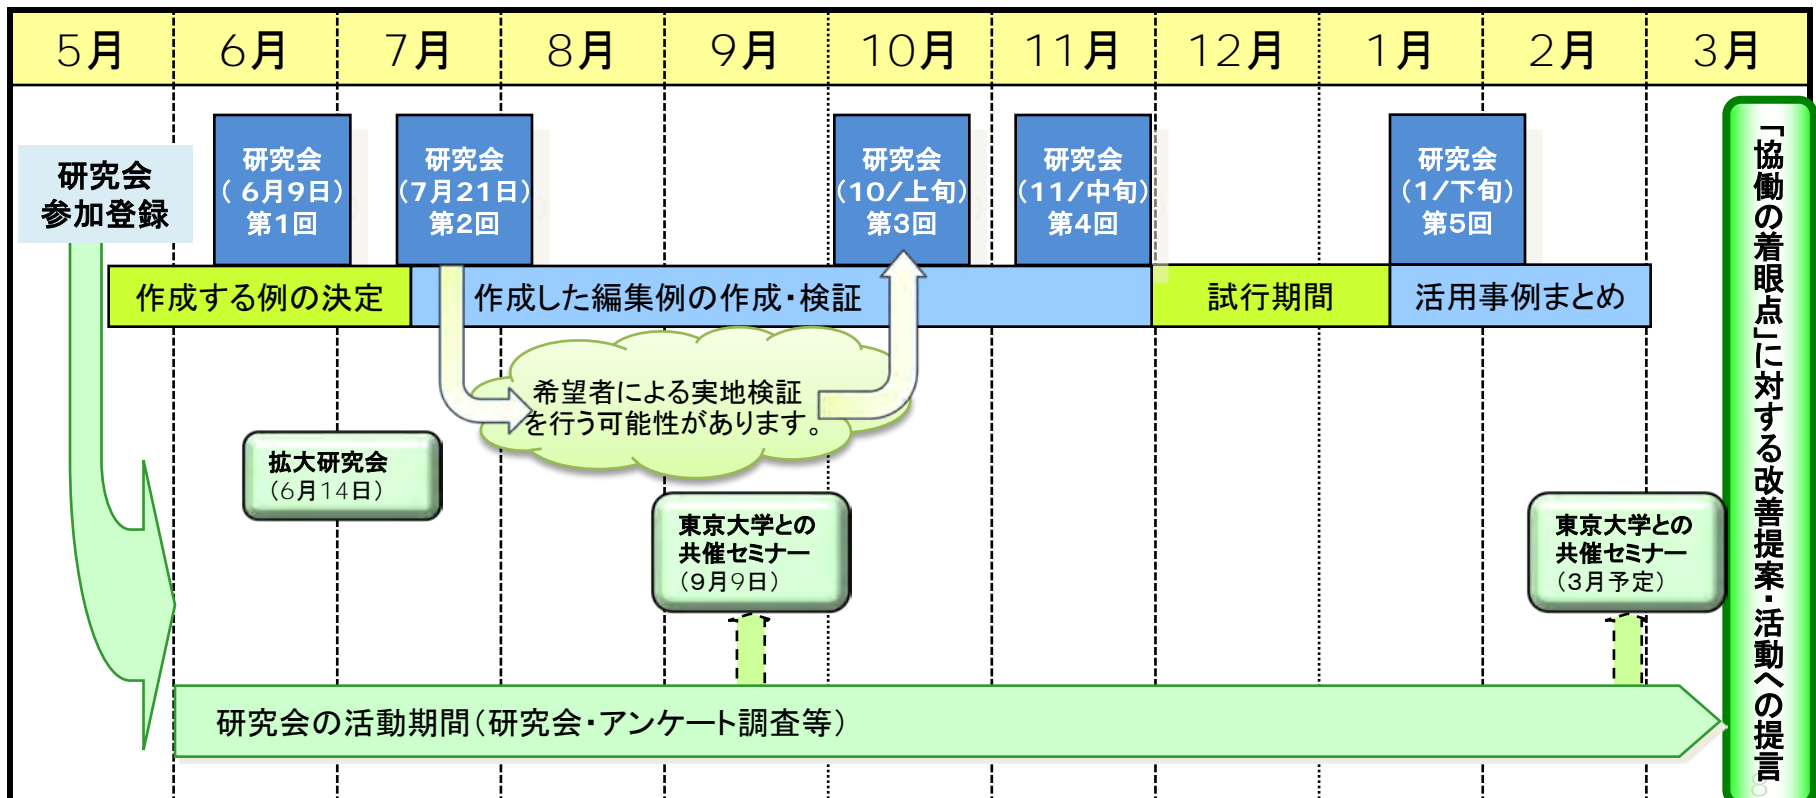 5月 6月 7月 8月 9月 10月 11月 12月 1月 2月 3月
研究会
参加登録
研究会
( 6月9日)
第1回
研究会
(7月21日)
第2回
研究会
(10/上旬)
第3回
研究会
(11/中旬)
第4回
研究会
(1/下旬)
第5回
作成する例の決定
作成した編集例の作成・検証
試行期間
活用事例まとめ
希望者による実地検証
を行う可能性があります。
拡大研究会
(6月14日)
東京大学との
共催セミナー
(9月9日)
東京大学との
共催セミナー
(3月予定)
研究会の活動期間(研究会・アンケート調査等)
「協働の着眼点」に対する改善提案・活動への提言
8